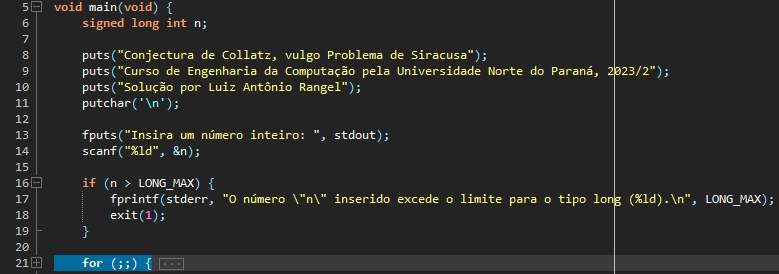 5 void main(void) {
6 signed long int n;
7
8 puts("Conjectura de Collatz, vulgo Problema de Siracusa");
9 puts("Curso de Engenharia da Computação pela Universidade Norte do Paraná, 2023/2");
10 puts("Solução por Luiz Antônio Rangel");
11 putchar('\n');
12
13 fputs("Insira um número inteiro: ", stdout);
14 scanf("%ld", &n);
15
16 if (n > LONG_MAX) {
17 fprintf(stderr, "O número \"n\" inserido excede o limite para o tipo long (%ld).\n", LONG_MAX);
18 exit(1);
19 }
20
21 for (;;) { ...